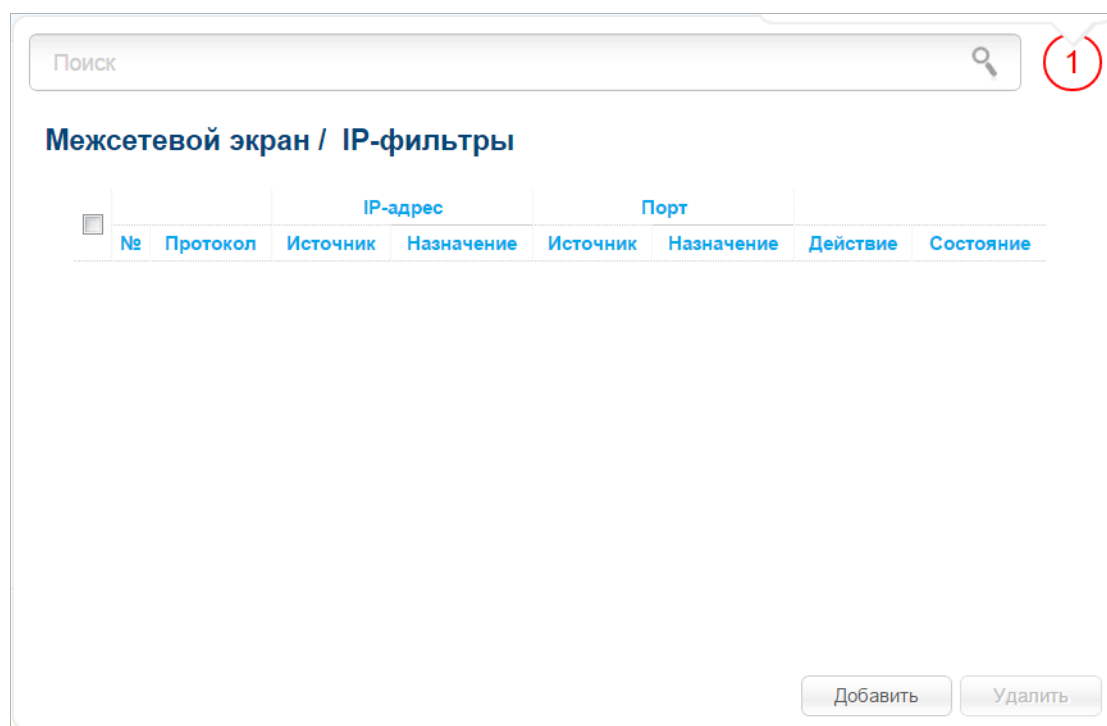 Поиск
1
Межсетевой экран / IP-фильтры
IP-адрес Порт
№ Протокол Источник Назначение Источник Назначение Действие Состояние
Добавить Удалить